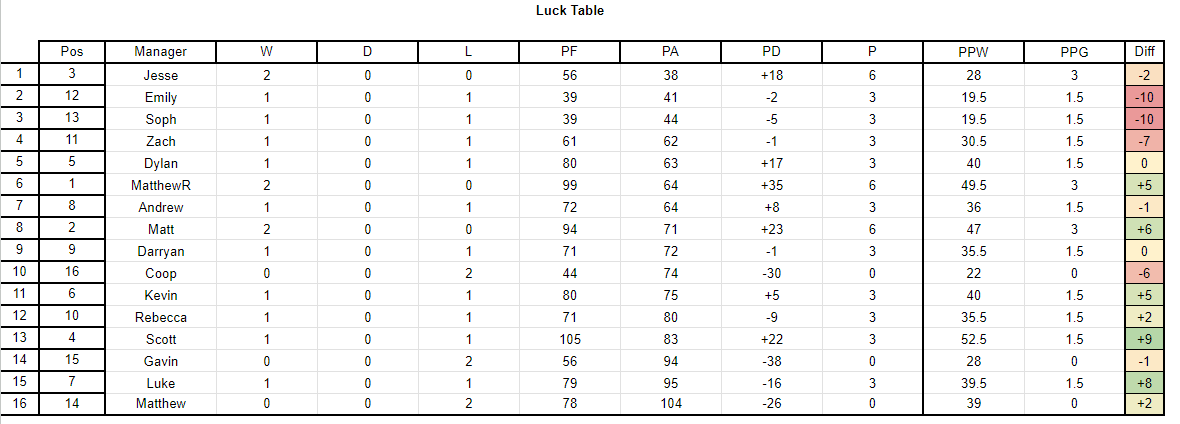 Luck Table
Pos Manager W D L PF PA PD P PPW PPG Diff
1 3 Jesse 2 0 0 56 38 +18 6 28 3 -2
2 12 Emily 1 0 1 39 41 -2 3 19.5 1.5 -10
3 13 Soph 1 0 1 39 44 -5 3 19.5 1.5 -10
4 11 Zach 1 0 1 61 62 -1 3 30.5 1.5 -7
5 5 Dylan 1 0 1 80 63 +17 3 40 1.5 0
6 1 MatthewR 2 0 0 99 64 +35 6 49.5 3 +5
7 8 Andrew 1 0 1 72 64 +8 3 36 1.5 -1
8 2 Matt 2 0 0 94 71 +23 6 47 3 +6
9 9 Darryan 1 0 1 71 72 -1 3 35.5 1.5 0
10 16 Coop 0 0 2 44 74 -30 0 22 0 -6
11 6 Kevin 1 0 1 80 75 +5 3 40 1.5 +5
12 10 Rebecca 1 0 1 71 80 -9 3 35.5 1.5 +2
13 4 Scott 1 0 1 105 83 +22 3 52.5 1.5 +9
14 15 Gavin 0 0 2 56 94 -38 0 28 0 -1
15 7 Luke 1 0 1 79 95 -16 3 39.5 1.5 +8
16 14 Matthew 0 0 2 78 104 -26 0 39 0 +2